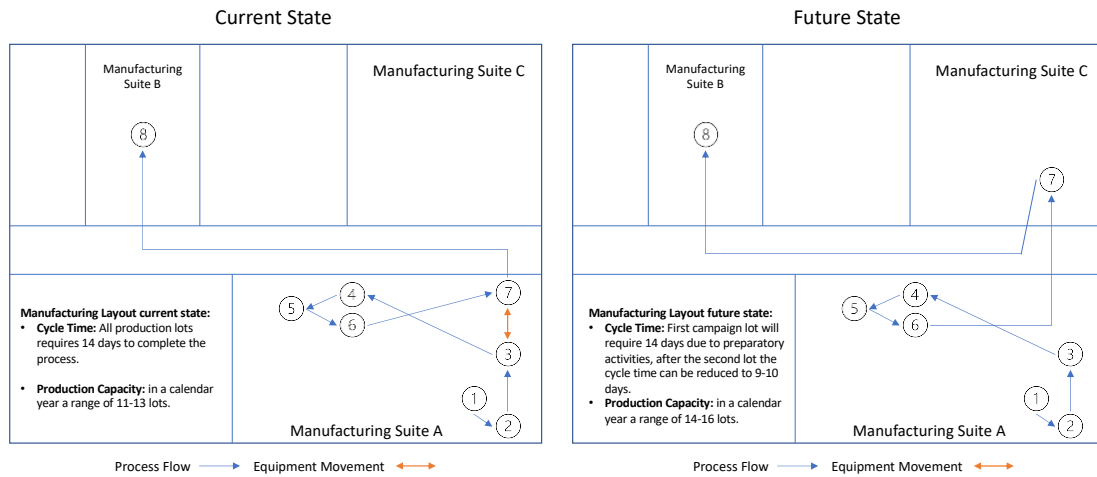 Current State
Manufacturing
Suite B
Manufacturing Suite C
8
7
4
5
6
3
1
2
Manufacturing Layout current state:
• Cycle Time: All production lots
requires 14 days to complete the
process.
• Production Capacity: in a calendar
year a range of 11-13 lots.
Manufacturing Suite A
Process Flow
Equipment Movement
Future State
Manufacturing
Suite B
Manufacturing Suite C
8
7
4
5
6
3
1
2
Manufacturing Layout future state:
• Cycle Time: First campaign lot will
require 14 days due to preparatory
activities, after the second lot the
cycle time can be reduced to 9-10
days.
• Production Capacity: in a calendar
year a range of 14-16 lots.
Manufacturing Suite A
Process Flow
Equipment Movement